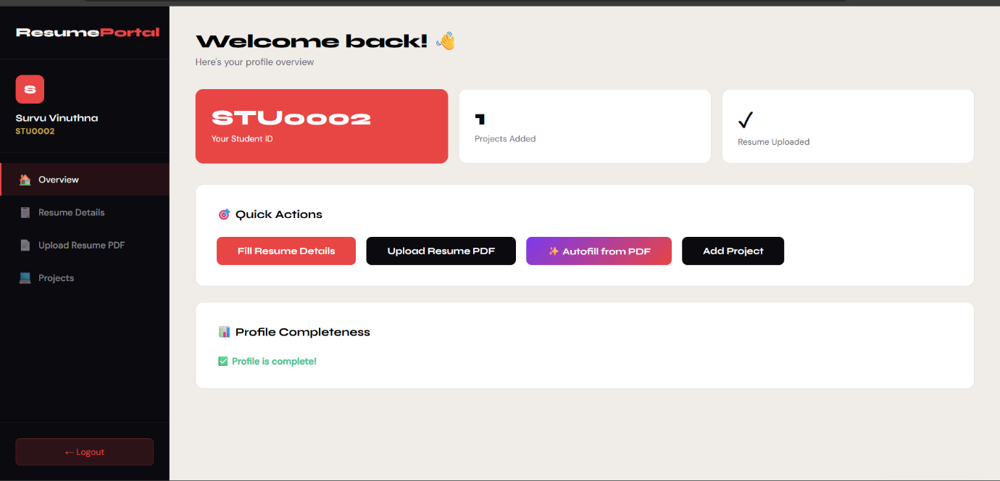 ResumePortal
S
Survu Vinuthna
STU0002
Overview
Resume Details
Upload Resume PDF
Projects
← Logout
Welcome back! 👋
Here's your profile overview
STU0002
Your Student ID
1
Projects Added
✓
Resume Uploaded
🎯 Quick Actions
Fill Resume Details
Upload Resume PDF
✨ Autofill from PDF
Add Project
📊 Profile Completeness
✅ Profile is complete!